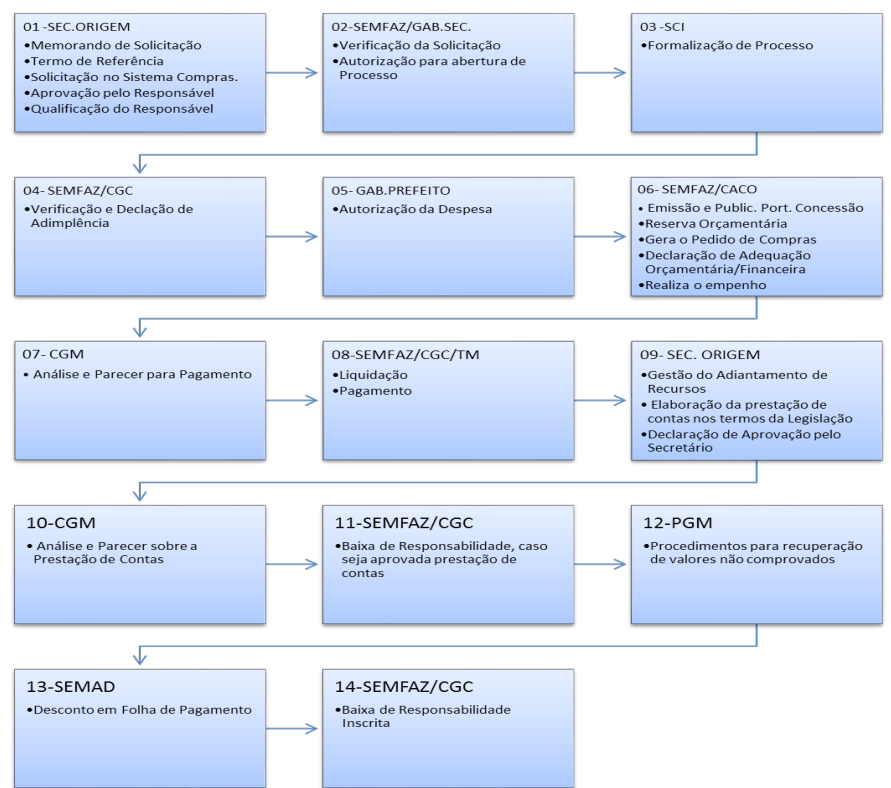 01 -SEC.ORIGEM
•Memorando de Solicitação
•Termo de Referência
•Solicitação no Sistema Compras.
•Aprovação pelo Responsável
•Qualificação do Responsável
02-SEMFAZ/GAB.SEC.
•Verificação da Solicitação
•Autorização para abertura de
Processo
03 -SCI
•Formalização de Processo
04- SEMFAZ/CGC
•Verificação e Declação de
Adimplência
05- GAB.PREFEITO
•Autorização da Despesa
06- SEMFAZ/CACO
• Emissão e Public. Port. Concessão
•Reserva Orçamentária
•Gera o Pedido de Compras
•Declaração de Adequação
Orçamentária/Financeira
•Realiza o empenho
07- CGM
• Análise e Parecer para Pagamento
08-SEMFAZ/CGC/TM
•Liquidação
•Pagamento
09- SEC. ORIGEM
•Gestão do Adiantamento de
Recursos
• Elaboração da prestação de
contas nos termos da Legislação
•Declaração de Aprovação pelo
Secretário
10-CGM
• Análise e Parecer sobre a
Prestação de Contas
11-SEMFAZ/CGC
•Baixa de Responsabilidade, caso
seja aprovada prestação de
contas
12-PGM
•Procedimentos para recuperação
de valores não comprovados
13-SEMAD
•Desconto em Folha de Pagamento
14-SEMFAZ/CGC
•Baixa de Responsabilidade
Inscrita